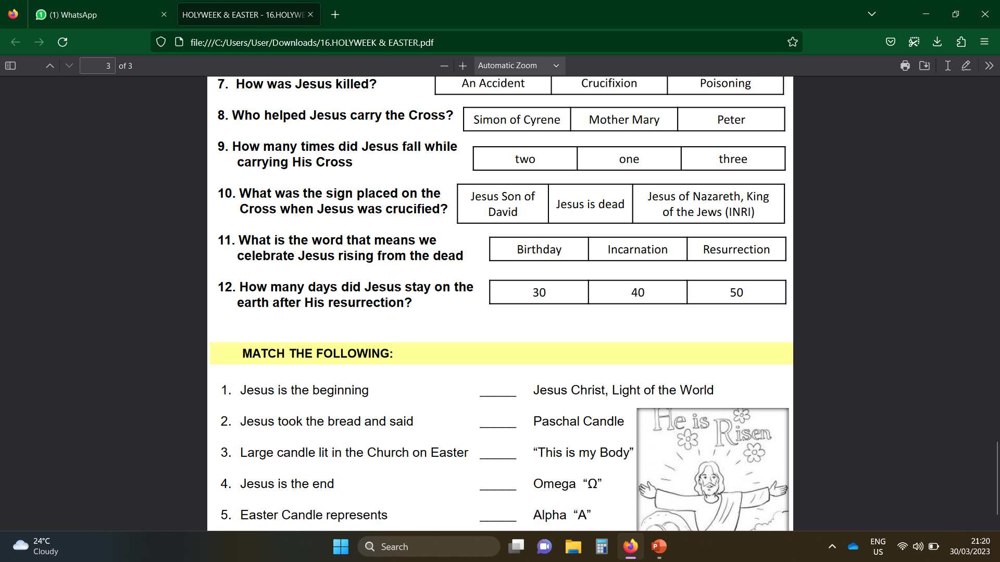 (1) WhatsApp
HOLYWEEK & EASTER - 16.HOLYWE
file:///C:/Users/User/Downloads/16.HOLYWEEK & EASTER.pdf
3 of 3
Automatic Zoom
7. How was Jesus killed? An Accident Crucifixion Poisoning
8. Who helped Jesus carry the Cross? Simon of Cyrene Mother Mary Peter
9. How many times did Jesus fall while
carrying His Cross
two one three
10. What was the sign placed on the
Cross when Jesus was crucified?
Jesus Son of
David
Jesus is dead
Jesus of Nazareth, King
of the Jews (INRI)
11. What is the word that means we
celebrate Jesus rising from the dead
Birthday Incarnation Resurrection
12. How many days did Jesus stay on the
earth after His resurrection?
30 40 50
MATCH THE FOLLOWING:
1. Jesus is the beginning ______ Jesus Christ, Light of the World
2. Jesus took the bread and said ______ Paschal Candle
3. Large candle lit in the Church on Easter ______ “This is my Body”
4. Jesus is the end ______ Omega “Ω”
5. Easter Candle represents ______ Alpha “A”
He is
Risen
24°C
Cloudy
Search
ENG
US
21:20
30/03/2023